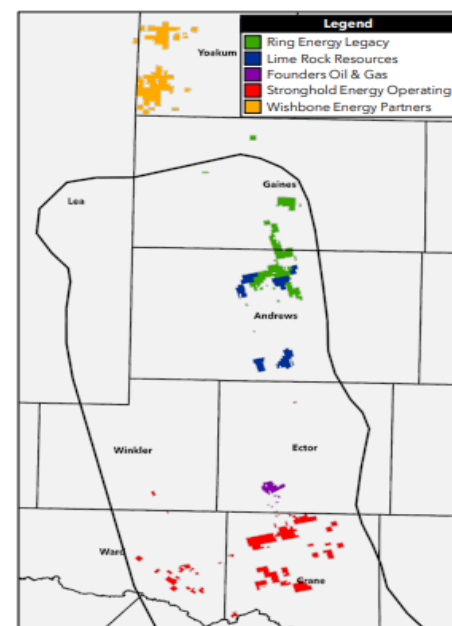 Legend
Ring Energy Legacy
Lime Rock Resources
Founders Oil & Gas
Stronghold Energy Operating
Wishbone Energy Partners
Yoakum
Gaines
Lea
Andrews
Winkler
Ector
Ward
Crane